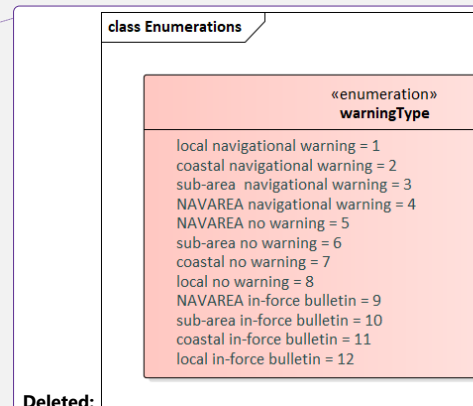 class Enumerations
«enumeration»
warningType
local navigational warning = 1
coastal navigational warning = 2
sub-area  navigational warning = 3
NAVAREA navigational warning = 4
NAVAREA no warning = 5
sub-area no warning = 6
coastal no warning = 7
local no warning = 8
NAVAREA in-force bulletin = 9
sub-area in-force bulletin = 10
coastal in-force bulletin = 11
local in-force bulletin = 12
Deleted: